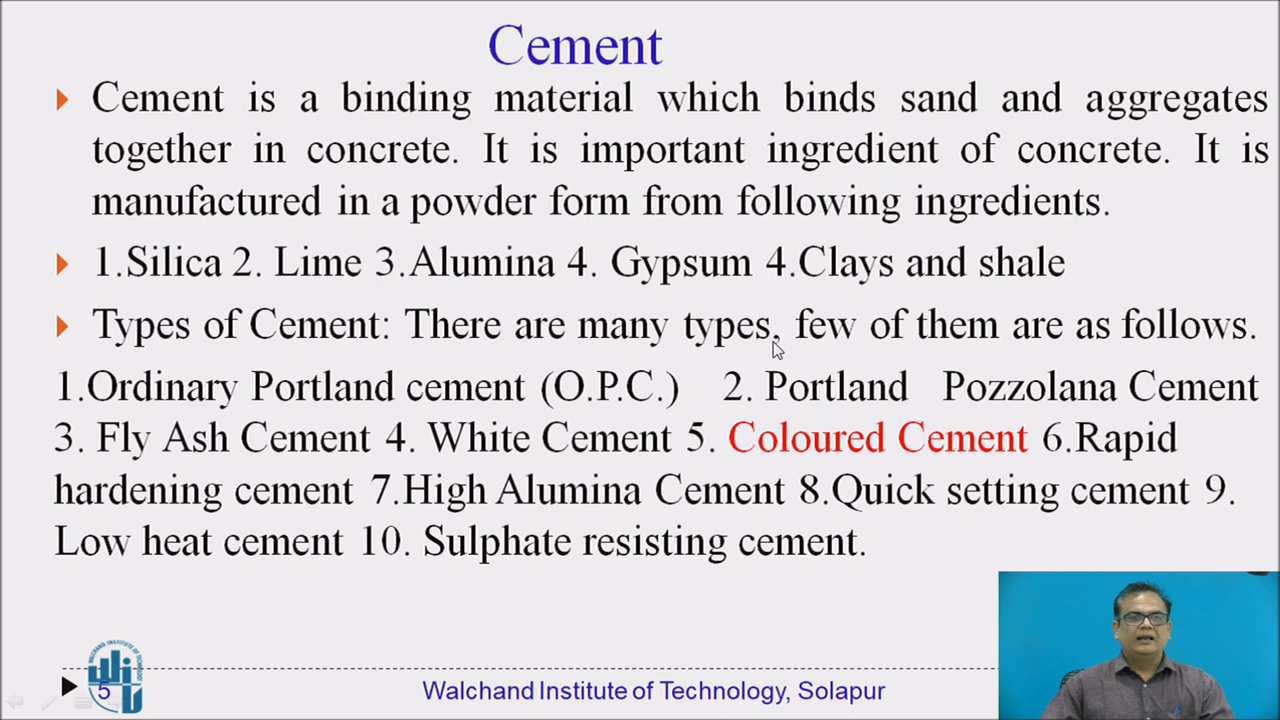 Cement
Cement is a binding material which binds sand and aggregates
together in concrete. It is important ingredient of concrete. It is
manufactured in a powder form from following ingredients.
1.Silica 2. Lime 3.Alumina 4. Gypsum 4.Clays and shale
Types of Cement: There are many types, few of them are as follows.
1.Ordinary Portland cement (O.P.C.) 2. Portland Pozzolana Cement
3. Fly Ash Cement 4. White Cement 5. Coloured Cement 6.Rapid
hardening cement 7.High Alumina Cement 8.Quick setting cement 9.
Low heat cement 10. Sulphate resisting cement.
WALCHAND INSTITUTE OF TECHNOLOGY
5
Walchand Institute of Technology, Solapur